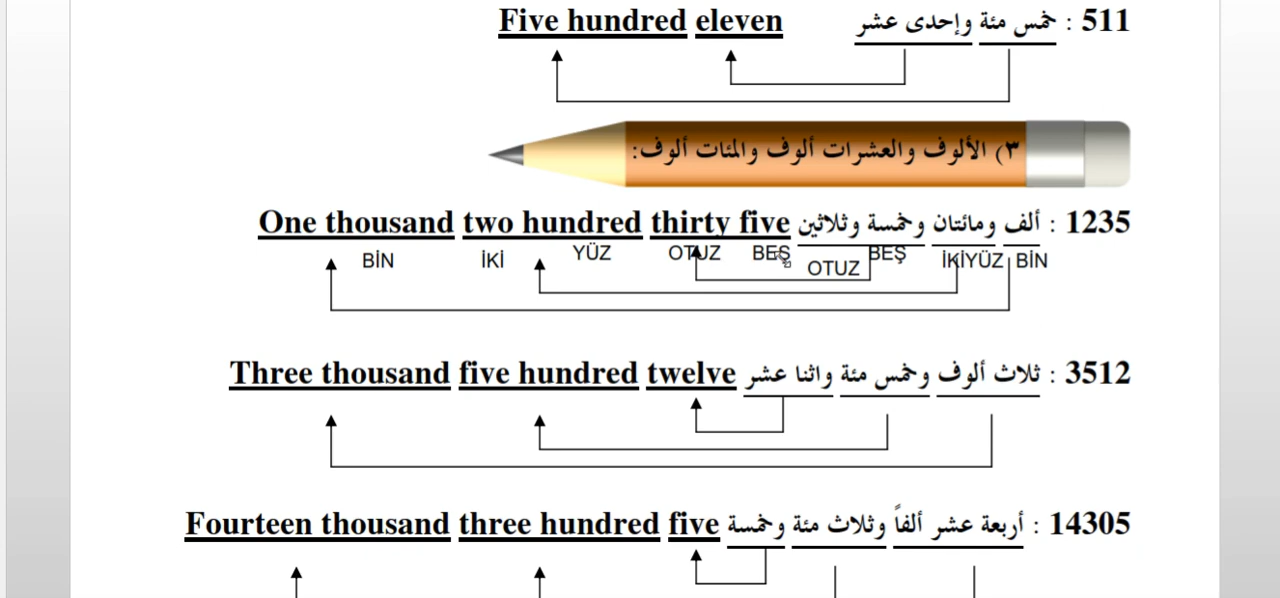 511 : خمس مئة وإحدى عشر Five hundred eleven
٣) الألوف والعشرات ألوف والمئات ألوف:
1235 : ألف ومائتان وخمسة وثلاثين One thousand two hundred thirty five
BİN İKİ YÜZ OTUZ BEŞ OTUZ BEŞ İKİYÜZ BİN
3512 : ثلاث ألوف وخمس مئة واثنا عشر Three thousand five hundred twelve
14305 : أربعة عشر ألفاً وثلاث مئة وخمسة Fourteen thousand three hundred five